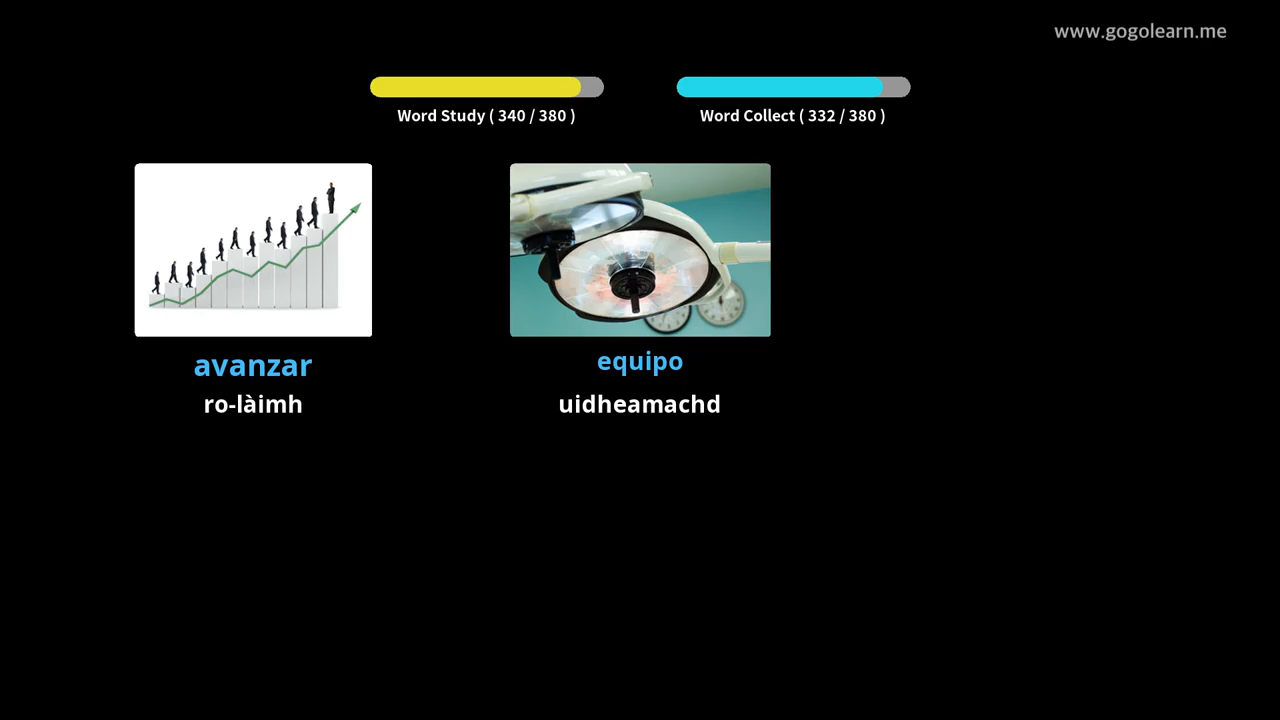 www.gogolearn.me
Word Study ( 340 / 380 )
Word Collect ( 332 / 380 )
avanzar
ro-làimh
equipo
uidheamachd